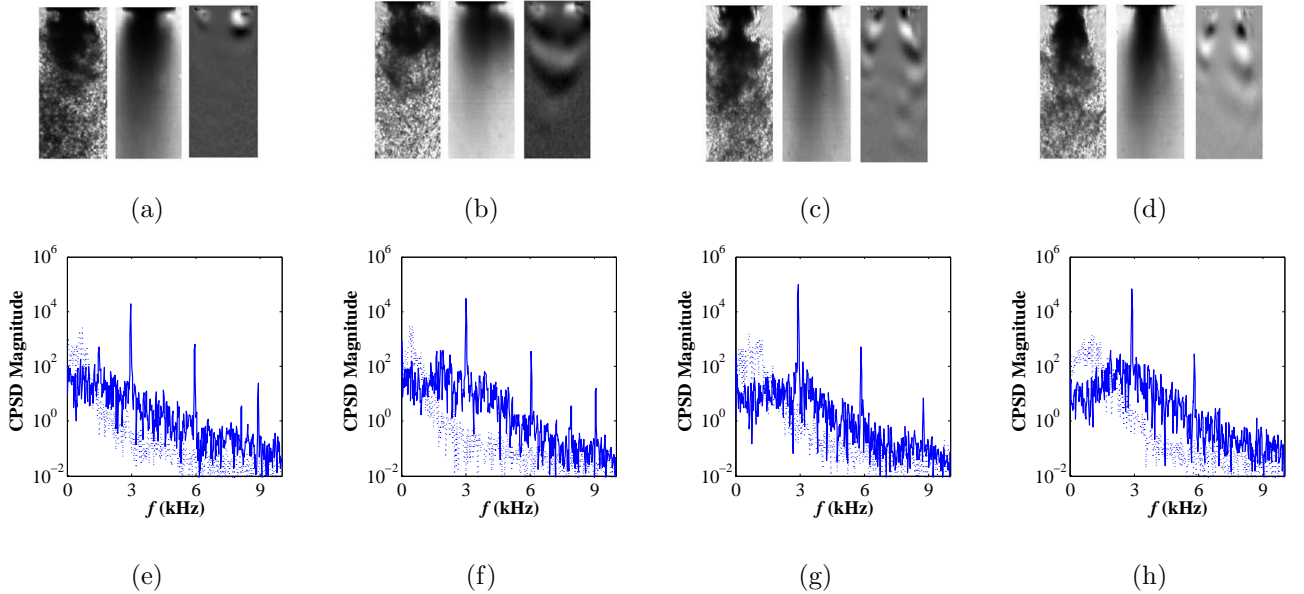 (a) (b) (c) (d)
10^6 10^6 10^6 10^6
10^4 10^4 10^4 10^4
10^2 10^2 10^2 10^2
10^0 10^0 10^0 10^0
10^-2 10^-2 10^-2 10^-2
CPSD Magnitude CPSD Magnitude CPSD Magnitude CPSD Magnitude
0 3 6 9 0 3 6 9 0 3 6 9 0 3 6 9
f (kHz) f (kHz) f (kHz) f (kHz)
(e) (f) (g) (h)